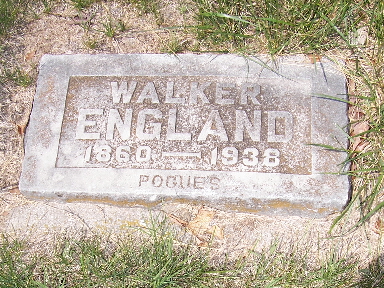 WALKER
ENGLAND
1860 — 1938
POGUE'S